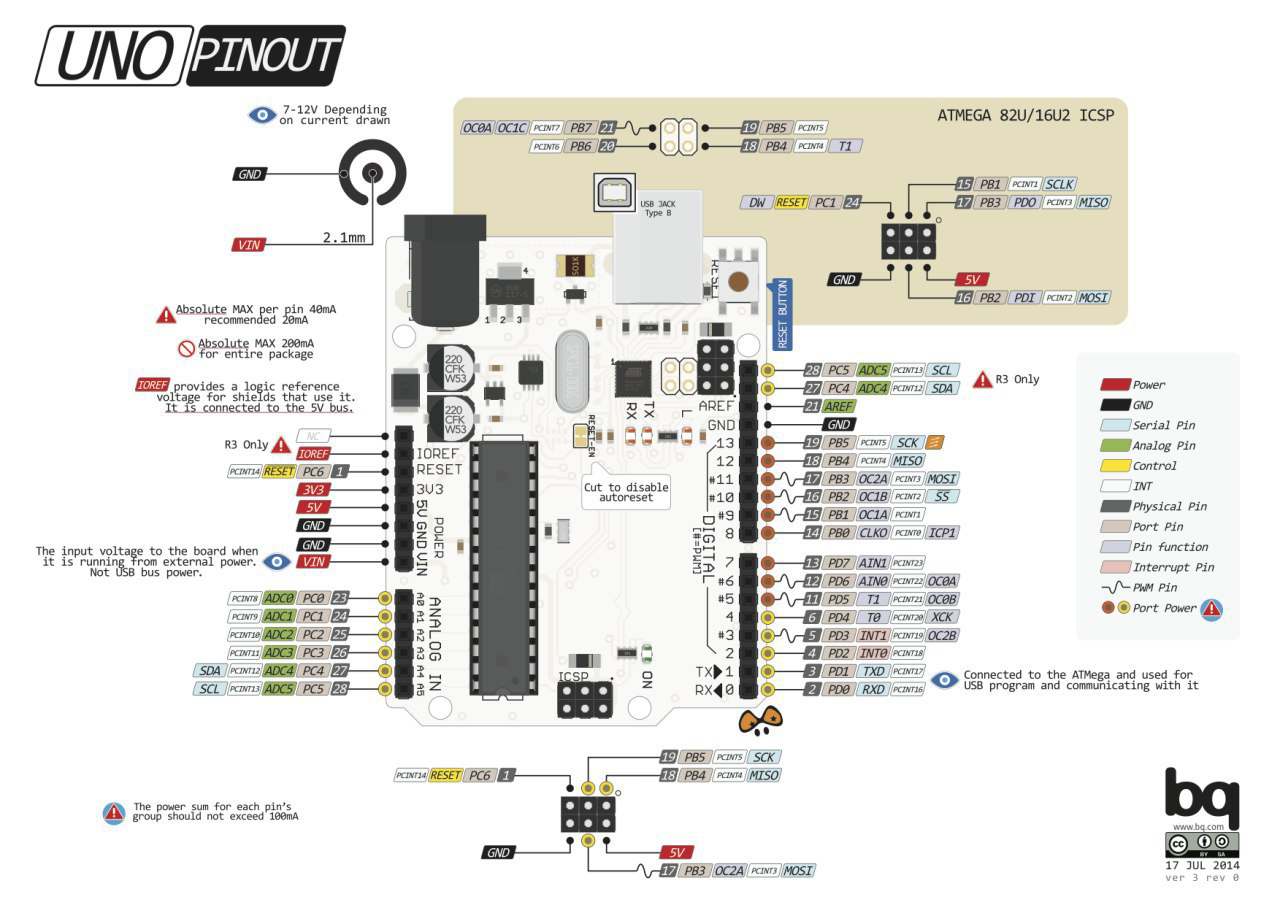 UNO PINOUT
7-12V Depending
on current drawn
GND
VIN
2.1mm
ATMEGA 82U/16U2 ICSP
OC0A OC1C PCINT7 PB7 21
19 PB5 PCINT5
PCINT6 PB6 20
18 PB4 PCINT4 T1
15 PB1 PCINT1 SCLK
DW RESET PC1 24
17 PB3 PDO PCINT3 MISO
GND
5V
16 PB2 PDI PCINT2 MOSI
USB JACK
Type B
RESET
RESET BUTTON
501K
4
1 2 3
Absolute MAX per pin 40mA
recommended 20mA
Absolute MAX 200mA
for entire package
IOREF provides a logic reference
voltage for shields that use it.
It is connected to the 5V bus.
220
CFK
W53
220
CFK
W53
1
RX
TX
L
RESET-EN
Cut to disable
autoreset
NC
R3 Only
IOREF
PCINT14 RESET PC6 1
3V3
5V
GND
GND
VIN
IOREF
RESET
3V3
5V
GND
VIN
POWER
The input voltage to the board when
it is running from external power.
Not USB bus power.
PCINT8 ADC0 PC0 23
PCINT9 ADC1 PC1 24
PCINT10 ADC2 PC2 25
PCINT11 ADC3 PC3 26
SDA PCINT12 ADC4 PC4 27
SCL PCINT13 ADC5 PC5 28
A0
A1
A2
A3
A4
A5
ANALOG IN
ICSP
ON
AREF
GND
13
12
#11
#10
#9
8
7
#6
#5
4
#3
2
TX 1
RX 0
DIGITAL
[#=PWM]
28 PC5 ADC5 PCINT13 SCL
27 PC4 ADC4 PCINT12 SDA
R3 Only
21 AREF
GND
19 PB5 PCINT5 SCK
18 PB4 PCINT4 MISO
17 PB3 OC2A PCINT3 MOSI
16 PB2 OC1B PCINT2 SS
15 PB1 OC1A PCINT1
14 PB0 CLKO PCINT0 ICP1
13 PD7 AIN1 PCINT23
12 PD6 AIN0 PCINT22 OC0A
11 PD5 T1 PCINT21 OC0B
6 PD4 T0 PCINT20 XCK
5 PD3 INT1 PCINT19 OC2B
4 PD2 INT0 PCINT18
3 PD1 TXD PCINT17
2 PD0 RXD PCINT16
Connected to the ATMega and used for
USB program and communicating with it
Power
GND
Serial Pin
Analog Pin
Control
INT
Physical Pin
Port Pin
Pin function
Interrupt Pin
PWM Pin
Port Power
19 PB5 PCINT5 SCK
PCINT14 RESET PC6 1
18 PB4 PCINT4 MISO
GND
5V
17 PB3 OC2A PCINT3 MOSI
The power sum for each pin's
group should not exceed 100mA
bq
www.bq.com
cc
BY SA
17 JUL 2014
ver 3 rev 0